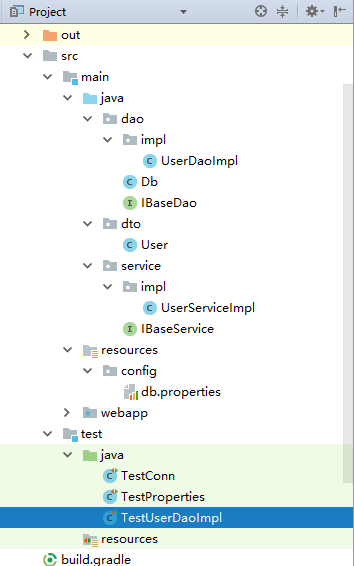 Project
out
src
main
java
dao
impl
UserDaoImpl
Db
IBaseDao
dto
User
service
impl
UserServiceImpl
IBaseService
resources
config
db.properties
webapp
test
java
TestConn
TestProperties
TestUserDaoImpl
resources
build.gradle